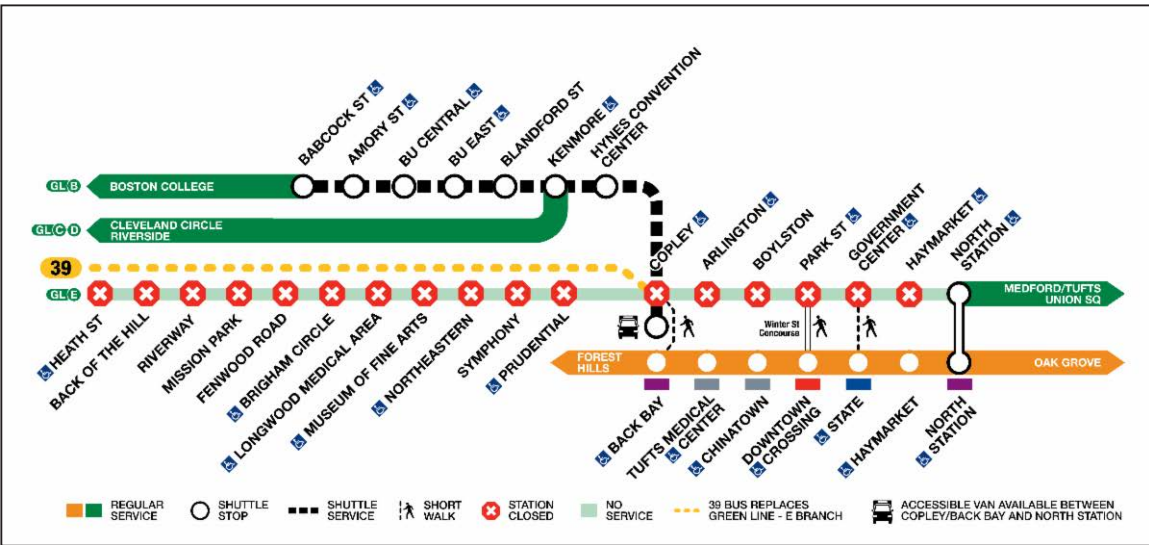 BABCOCK ST
AMORY ST
BU CENTRAL
BU EAST
BLANDFORD ST
KENMORE
HYNES CONVENTION
CENTER
GL B
BOSTON COLLEGE
GL C D
CLEVELAND CIRCLE
RIVERSIDE
COPLEY
ARLINGTON
BOYLSTON
PARK ST
GOVERNMENT
CENTER
HAYMARKET
NORTH
STATION
39
GL E
MEDFORD/TUFTS
UNION SQ
HEATH ST
BACK OF THE HILL
RIVERWAY
MISSION PARK
FENWOOD ROAD
BRIGHAM CIRCLE
LONGWOOD MEDICAL AREA
MUSEUM OF FINE ARTS
NORTHEASTERN
SYMPHONY
PRUDENTIAL
Winter St
Concourse
FOREST
HILLS
OAK GROVE
BACK BAY
TUFTS MEDICAL
CENTER
CHINATOWN
DOWNTOWN
CROSSING
STATE
HAYMARKET
NORTH
STATION
REGULAR
SERVICE
SHUTTLE
STOP
SHUTTLE
SERVICE
SHORT
WALK
STATION
CLOSED
NO
SERVICE
39 BUS REPLACES
GREEN LINE - E BRANCH
ACCESSIBLE VAN AVAILABLE BETWEEN
COPLEY/BACK BAY AND NORTH STATION